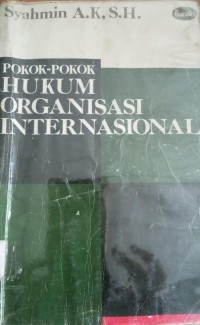 Syahmin A.K, S.H.
POKOK-POKOK
HUKUM
ORGANISASI
INTERNASIONAL